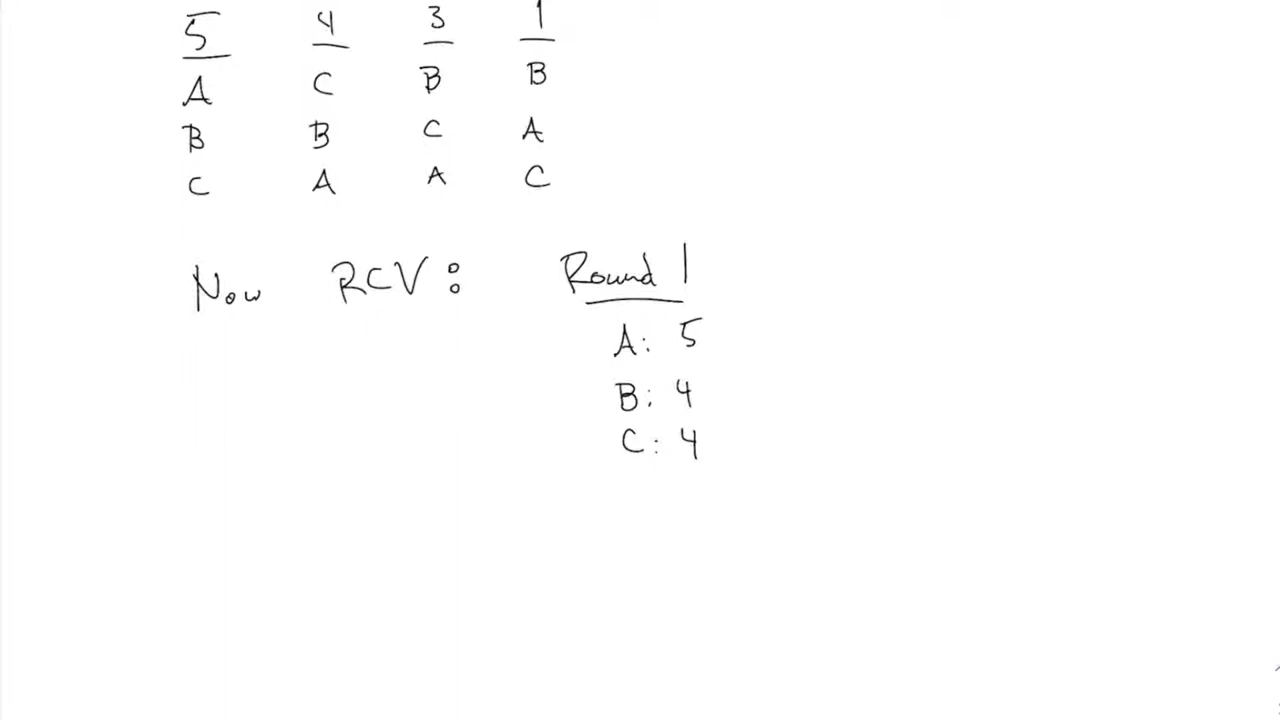 5 4 3 1
A C B B
B B C A
C A A C
Now RCV: Round 1
A: 5
B: 4
C: 4